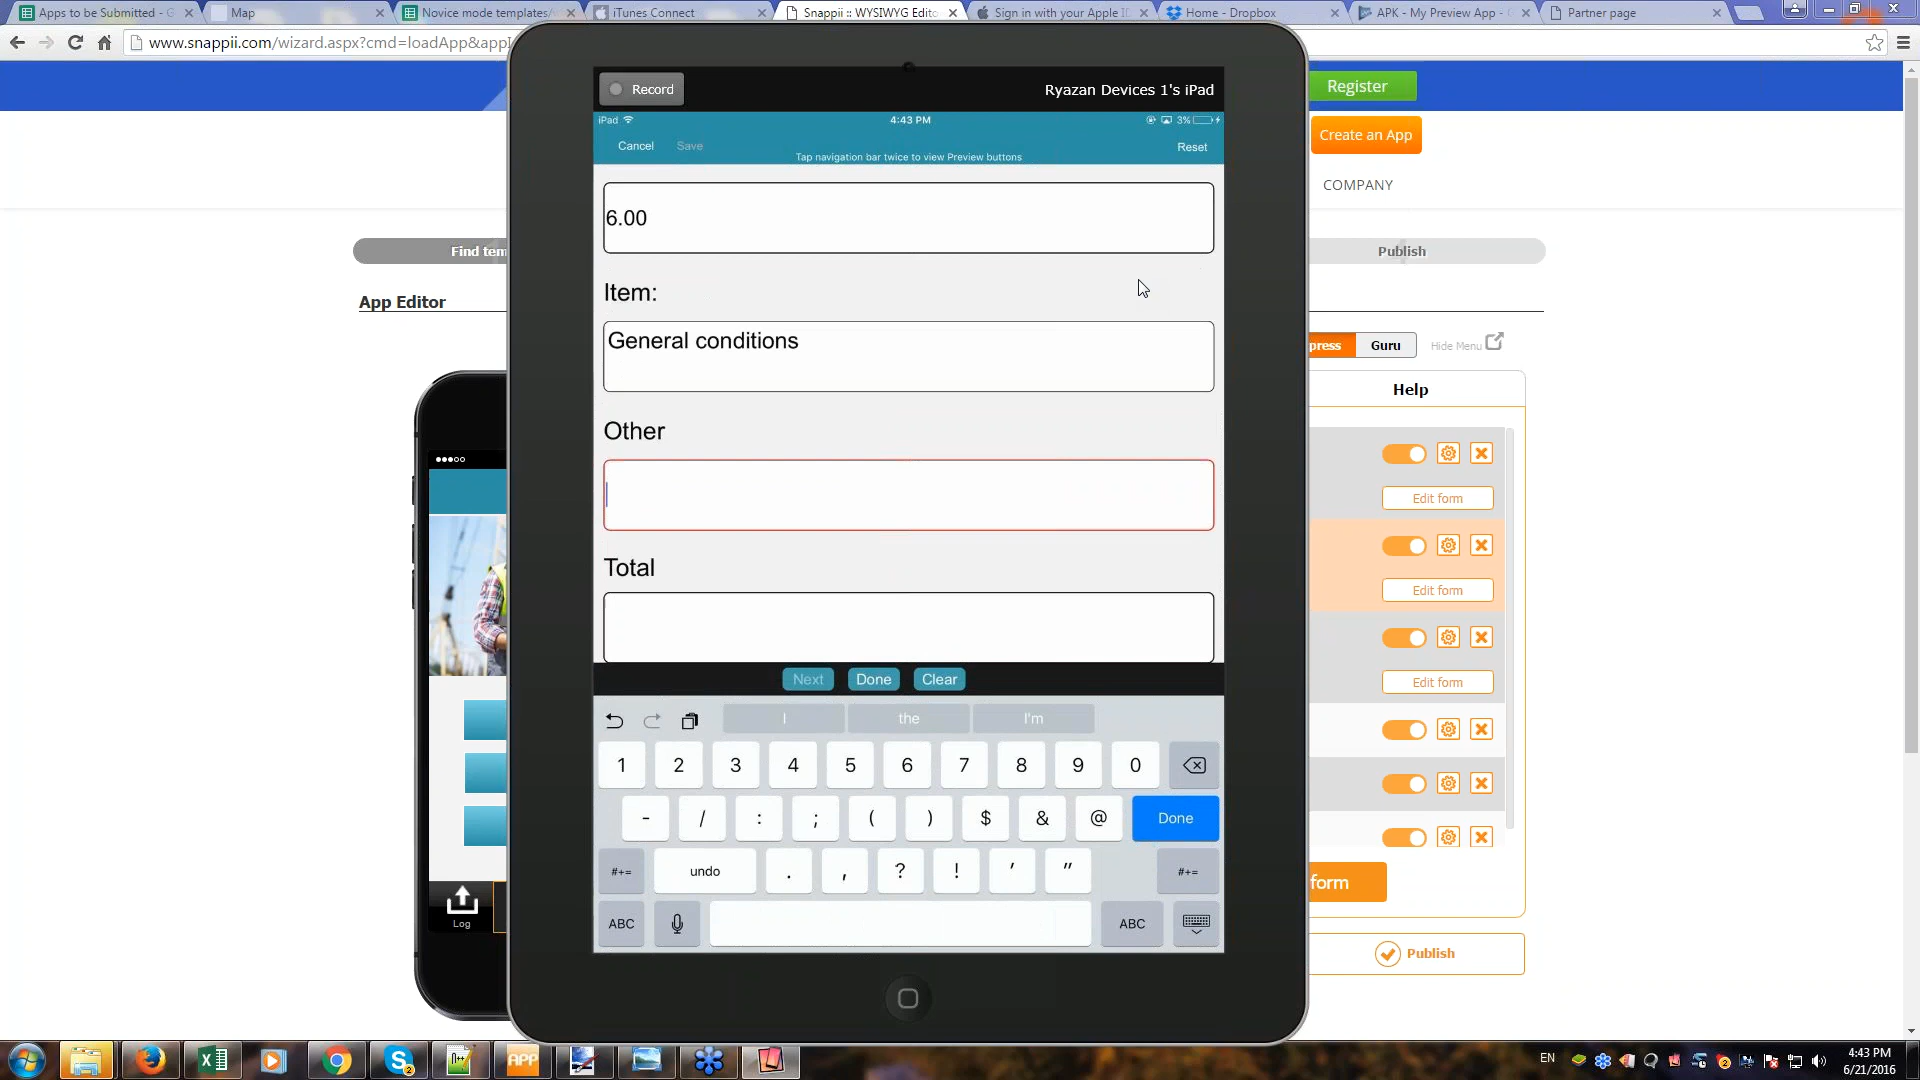 Apps to be Submitted - G
Map
Novice mode templates/
iTunes Connect
Snappii :: WYSIWYG Edito
Sign in with your Apple ID
Home - Dropbox
APK - My Preview App - 
Partner page
www.snappii.com/wizard.aspx?cmd=loadApp&appI
Record
Ryazan Devices 1's iPad
Register
iPad
4:43 PM
3%
Create an App
Cancel
Save
Tap navigation bar twice to view Preview buttons
Reset
COMPANY
6.00
Find tem
Publish
Item:
App Editor
General conditions
press
Guru
Hide Menu
Help
Other
Edit form
Total
Edit form
Edit form
Next
Done
Clear
I
the
I'm
1 2 3 4 5 6 7 8 9 0
- / : ; ( ) $ & @ Done
#+= undo . , ? ! ' " #+=
form
ABC
ABC
Log
Publish
APP
EN
4:43 PM
6/21/2016